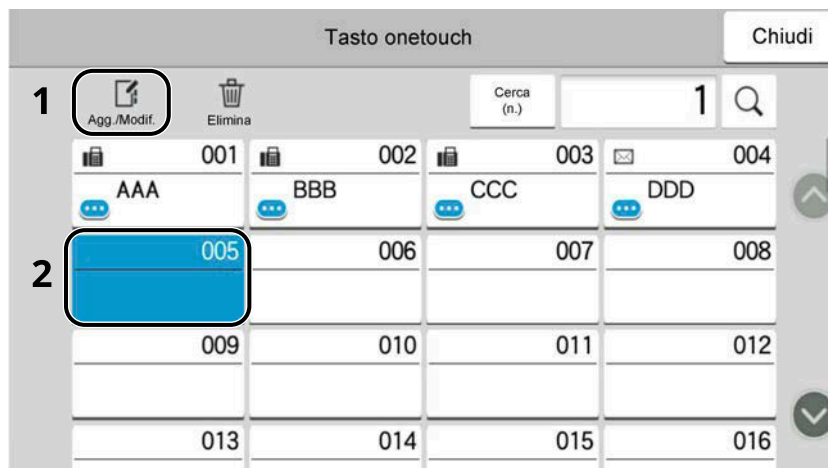 Tasto onetouch
Chiudi
1
Agg./Modif.
Elimina
Cerca
(n.)
1
001
002
003
004
AAA
BBB
CCC
DDD
2
005
006
007
008
009
010
011
012
013
014
015
016